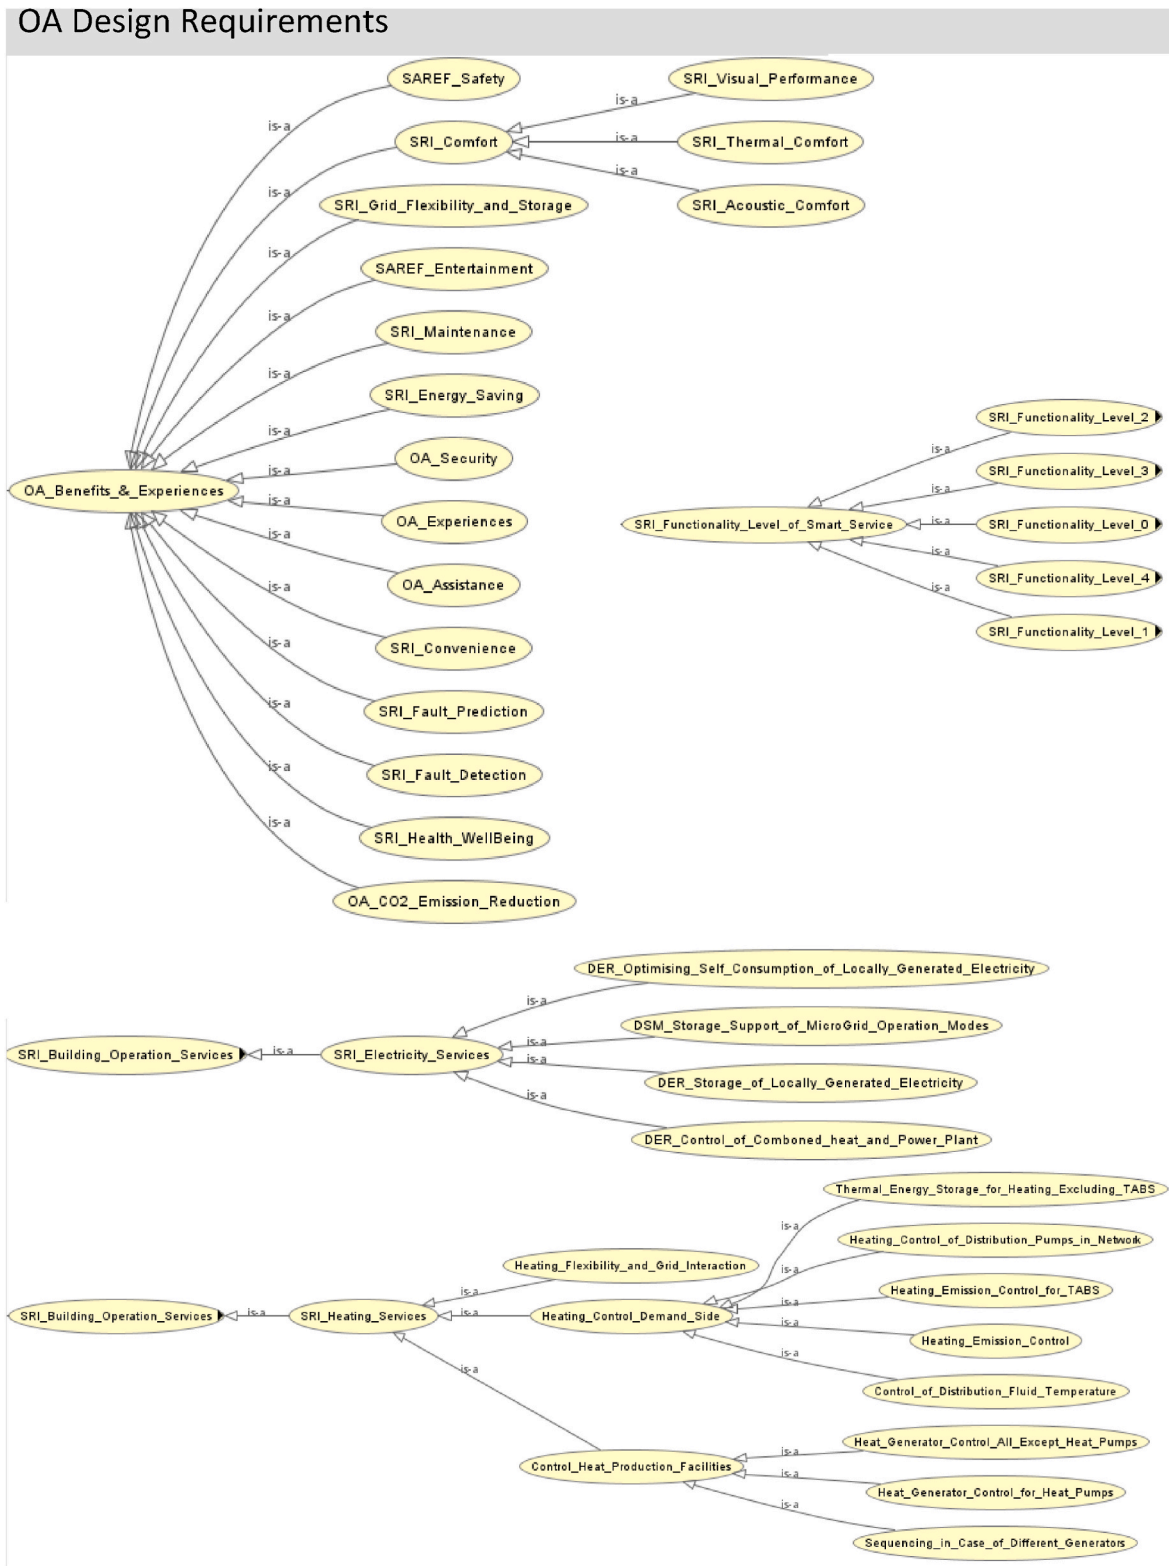 OA Design Requirements
SAREF_Safety
SRI_Visual_Performance
is-a
is-a
SRI_Comfort
is-a
SRI_Thermal_Comfort
is-a
is-a
SRI_Grid_Flexibility_and_Storage
SRI_Acoustic_Comfort
is-a
SAREF_Entertainment
is-a
SRI_Maintenance
is-a
SRI_Energy_Saving
is-a
OA_Security
is-a
OA_Benefits_&_Experiences
is-a
OA_Experiences
is-a
OA_Assistance
is-a
SRI_Convenience
is-a
SRI_Fault_Prediction
is-a
SRI_Fault_Detection
is-a
SRI_Health_WellBeing
is-a
OA_CO2_Emission_Reduction
SRI_Functionality_Level_2
is-a
SRI_Functionality_Level_3
is-a
SRI_Functionality_Level_of_Smart_Service
is-a
SRI_Functionality_Level_0
is-a
SRI_Functionality_Level_4
is-a
SRI_Functionality_Level_1
DER_Optimising_Self_Consumption_of_Locally_Generated_Electricity
is-a
DSM_Storage_Support_of_MicroGrid_Operation_Modes
is-a
SRI_Building_Operation_Services
is-a
SRI_Electricity_Services
is-a
DER_Storage_of_Locally_Generated_Electricity
is-a
DER_Control_of_Comboned_heat_and_Power_Plant
Thermal_Energy_Storage_for_Heating_Excluding_TABS
is-a
Heating_Control_of_Distribution_Pumps_in_Network
Heating_Flexibility_and_Grid_Interaction
is-a
is-a
Heating_Emission_Control_for_TABS
is-a
SRI_Building_Operation_Services
is-a
SRI_Heating_Services
is-a
Heating_Control_Demand_Side
is-a
Heating_Emission_Control
is-a
is-a
Control_of_Distribution_Fluid_Temperature
Heat_Generator_Control_All_Except_Heat_Pumps
is-a
Control_Heat_Production_Facilities
is-a
Heat_Generator_Control_for_Heat_Pumps
is-a
Sequencing_in_Case_of_Different_Generators